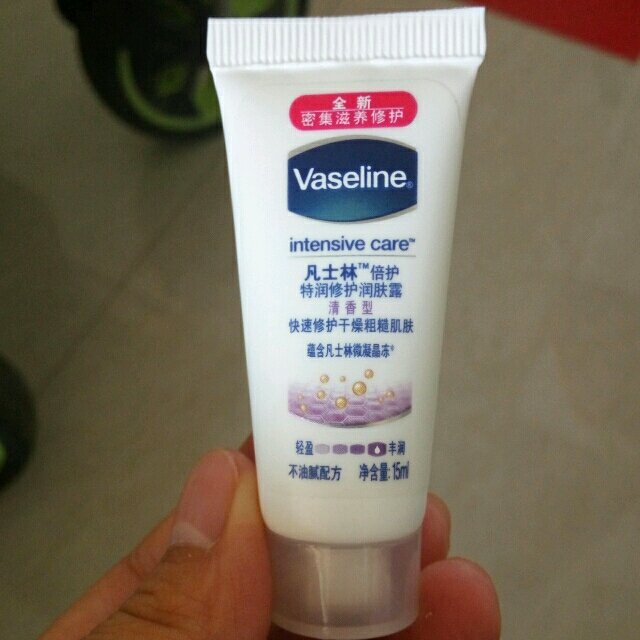 全新
密集滋养修护
Vaseline®
intensive care™
凡士林™倍护
特润修护润肤露
清香型
快速修护干燥粗糙肌肤
蕴含凡士林微凝晶冻®
轻盈 丰润
不油腻配方 净含量:15ml